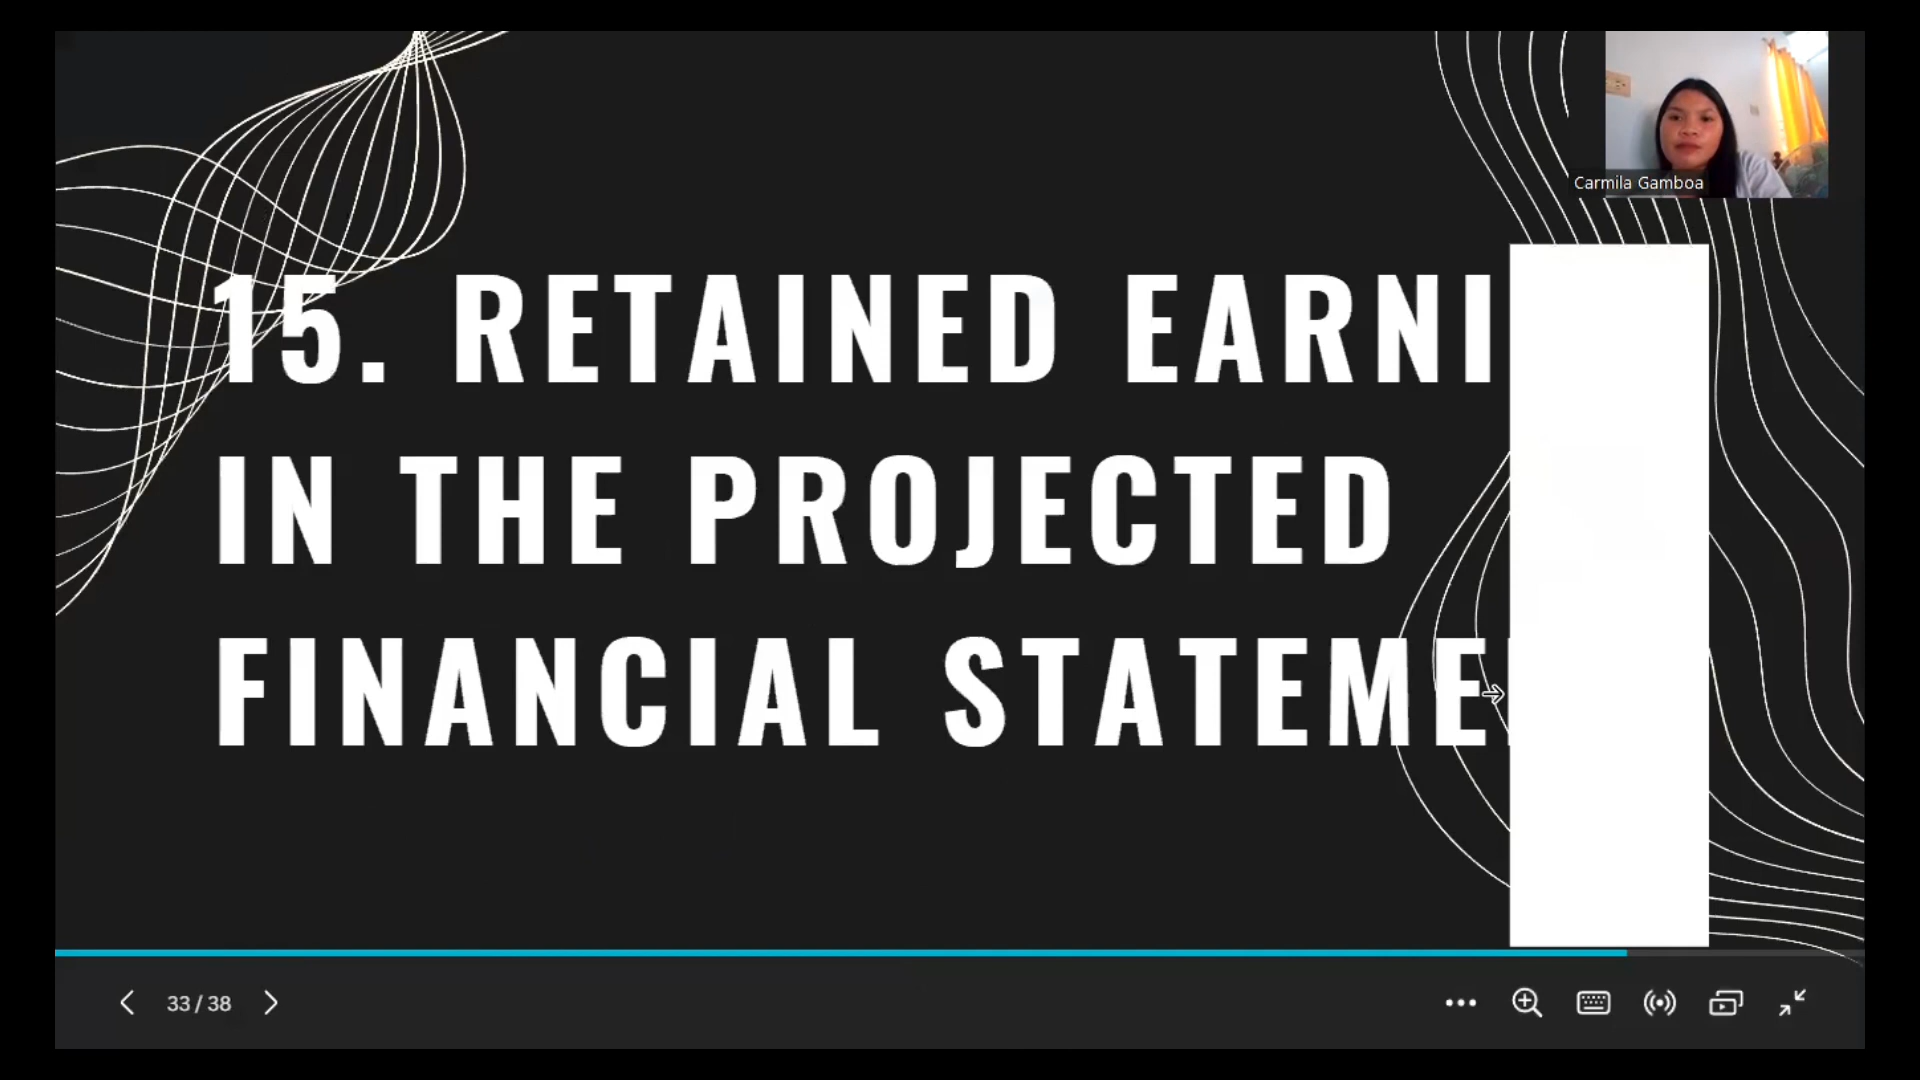 Carmila Gamboa
15. RETAINED EARNI
IN THE PROJECTED
FINANCIAL STATEME
33 / 38